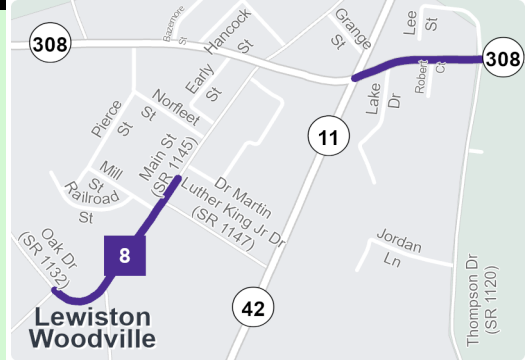 308
Bazemore
St
Hancock
St
Grange
St
Lee
St
308
Early
St
Robert
Ct
Lake
Dr
Pierce
St
Norfleet
St
11
Main St
(SR 1145)
Mill
St
Railroad
St
Dr Martin
Luther King Jr Dr
(SR 1147)
Oak Dr
(SR 1132)
8
Jordan
Ln
Thompson Dr
(SR 1120)
42
Lewiston
Woodville